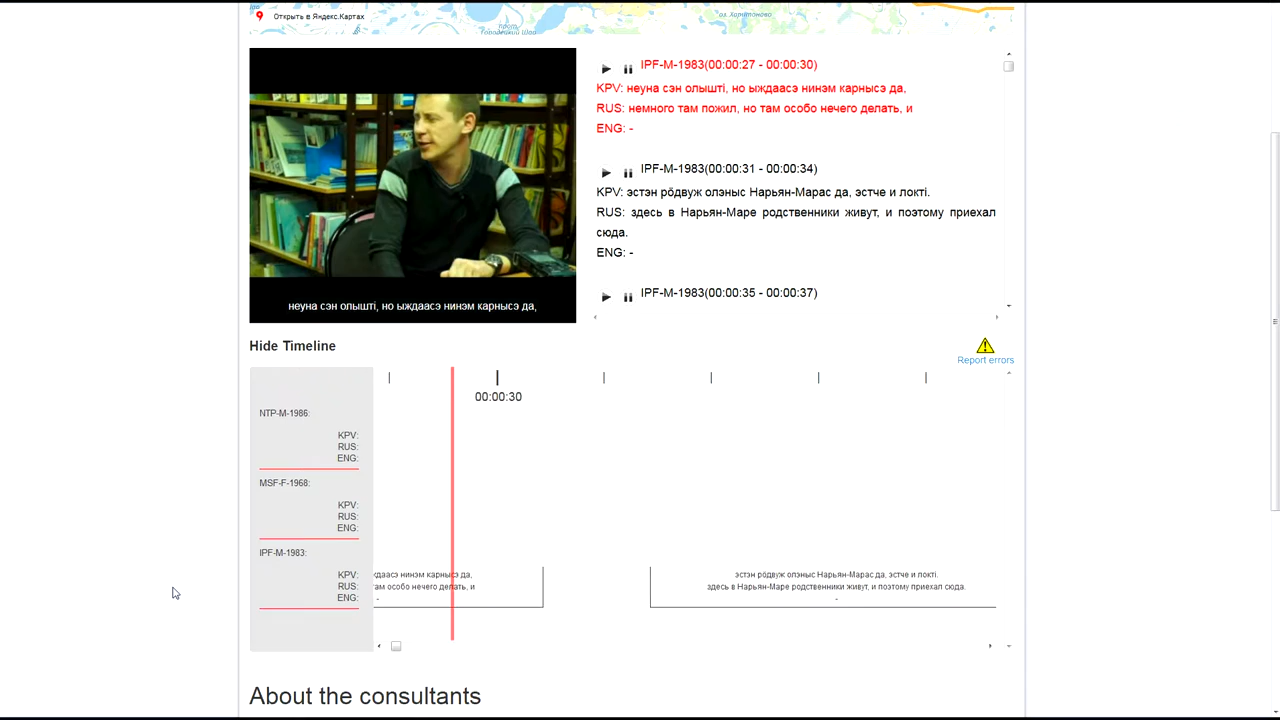 Открыть в Яндекс.Картах
оз. Харитоново
Городецкий Шар
IPF-M-1983(00:00:27 - 00:00:30)
KPV: неуна сэн олышті, но ыждаасэ нинэм карнысэ да,
RUS: немного там пожил, но там особо нечего делать, и
ENG: -
IPF-M-1983(00:00:31 - 00:00:34)
KPV: эстэн рӧдвуж олэныс Нарьян-Марас да, эстче и локті.
RUS: здесь в Нарьян-Маре родственники живут, и поэтому приехал
сюда.
ENG: -
IPF-M-1983(00:00:35 - 00:00:37)
неуна сэн олышті, но ыждаасэ нинэм карнысэ да,
Hide Timeline
Report errors
00:00:30
NTP-M-1986:
KPV:
RUS:
ENG:
MSF-F-1968:
KPV:
RUS:
ENG:
IPF-M-1983:
KPV: ждаасэ нинэм карнысэ да, эстэн рӧдвуж олэныс Нарьян-Марас да, эстче и локті.
RUS: там особо нечего делать, и здесь в Нарьян-Маре родственники живут, и поэтому приехал сюда.
ENG: - -
About the consultants